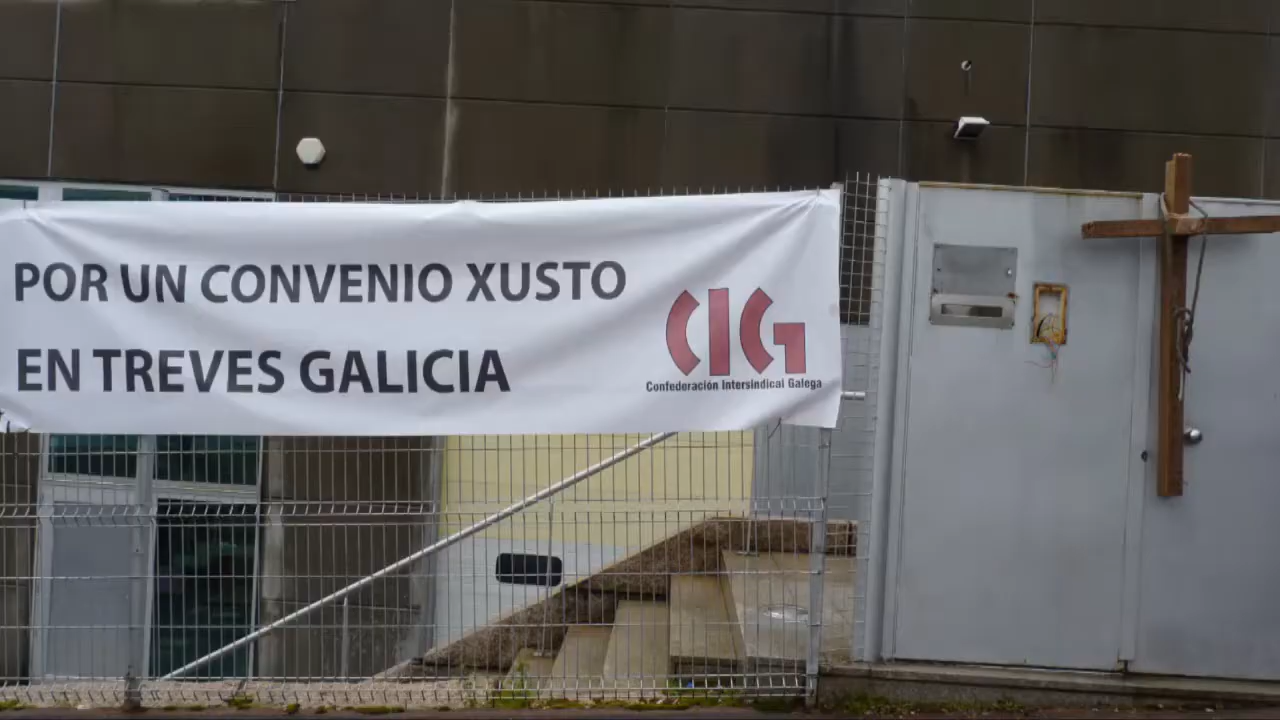 POR UN CONVENIO XUSTO
EN TREVES GALICIA
CIG
Confederación Intersindical Galega